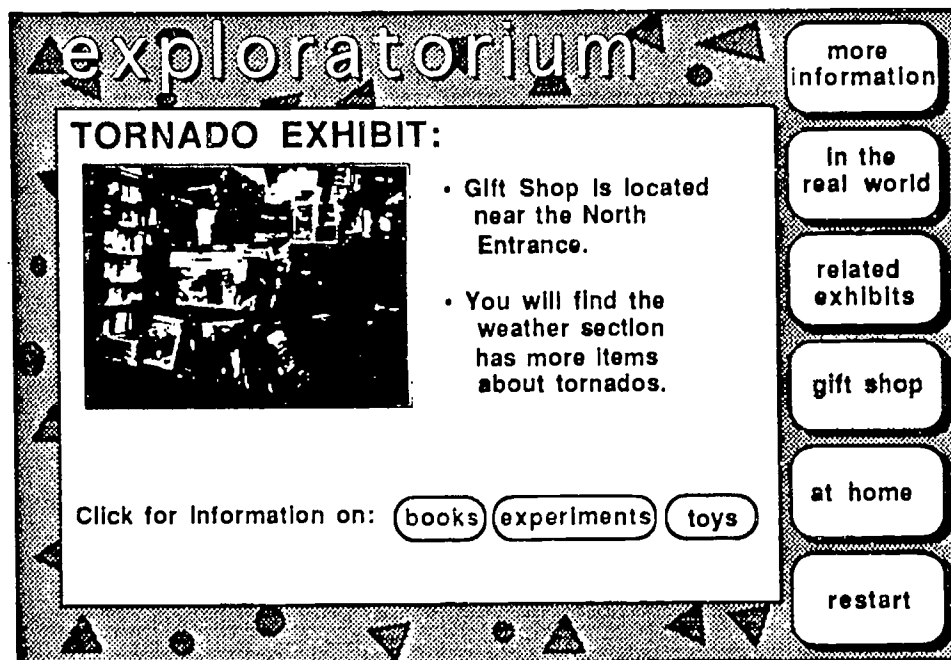 exploratorium
TORNADO EXHIBIT:
• Gift Shop is located
near the North
Entrance.
• You will find the
weather section
has more items
about tornados.
Click for Information on: books experiments toys
more
information
in the
real world
related
exhibits
gift shop
at home
restart